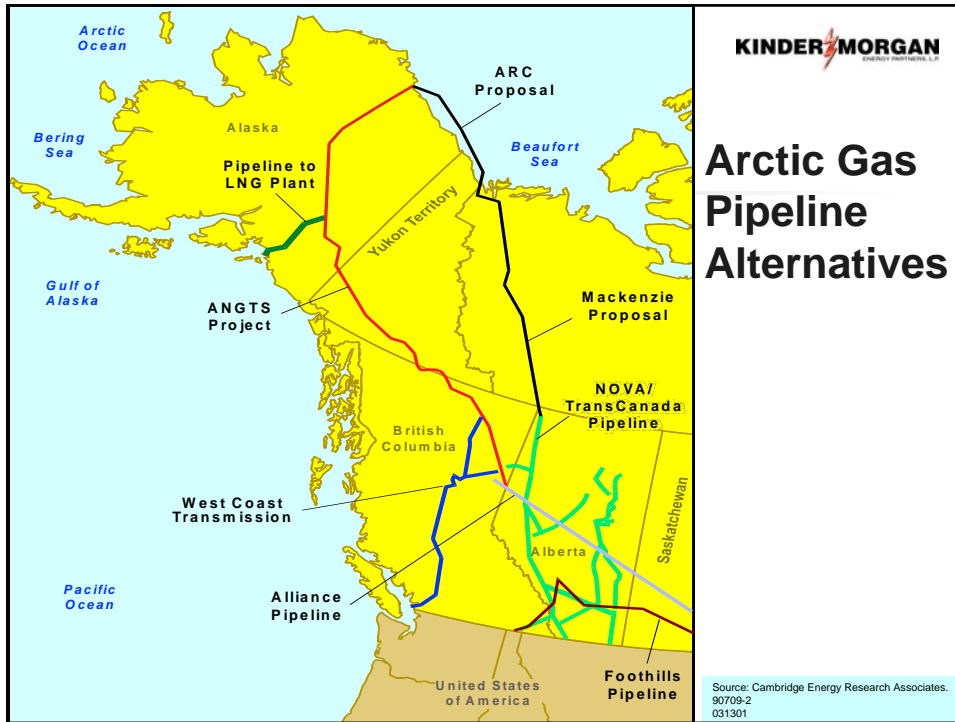 Arctic
Ocean
ARC
Proposal
Alaska
Bering
Sea
Beaufort
Sea
Pipeline to
LNG Plant
Yukon Territory
Gulf of
Alaska
ANGTS
Project
Mackenzie
Proposal
NOVA/
TransCanada
Pipeline
British
Columbia
West Coast
Transmission
Saskatchewan
Alberta
Pacific
Ocean
Alliance
Pipeline
Foothills
Pipeline
United States
of America
KINDER MORGAN
ENERGY PARTNERS, L.P.
Arctic Gas
Pipeline
Alternatives
Source: Cambridge Energy Research Associates.
90709-2
031301